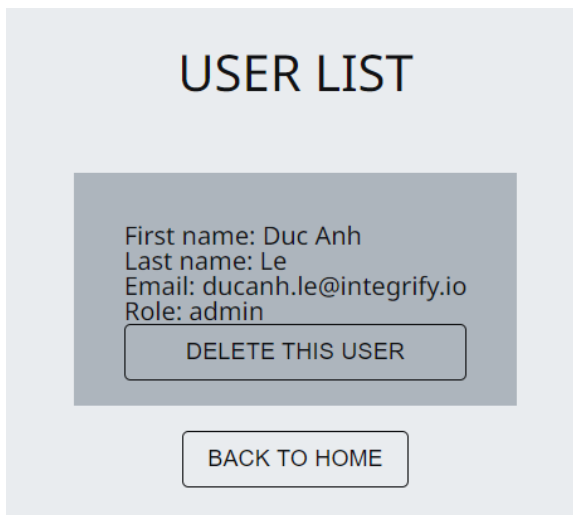 USER LIST
First name: Duc Anh
Last name: Le
Email: ducanh.le@integrify.io
Role: admin
DELETE THIS USER
BACK TO HOME